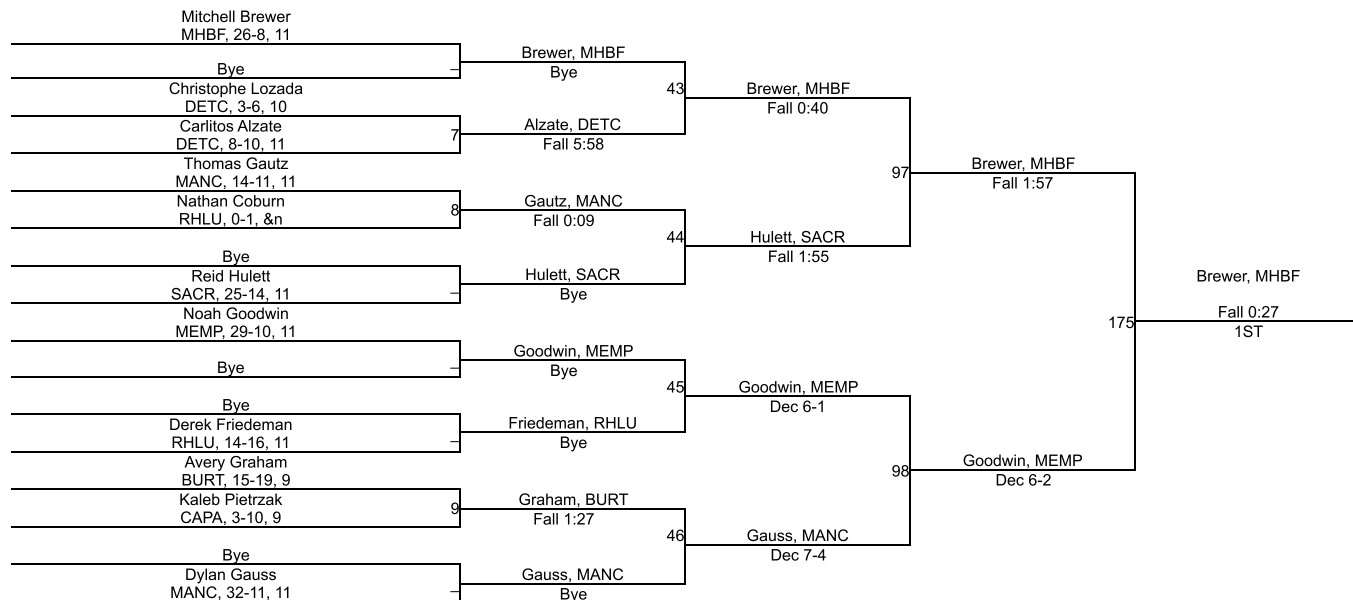 Mitchell Brewer
MHBF, 26-8, 11
Bye
–
Christophe Lozada
DETC, 3-6, 10
Carlitos Alzate
DETC, 8-10, 11
7
Thomas Gautz
MANC, 14-11, 11
Nathan Coburn
RHLU, 0-1, &n
8
Bye
Reid Hulett
SACR, 25-14, 11
–
Noah Goodwin
MEMP, 29-10, 11
Bye
–
Bye
Derek Friedeman
RHLU, 14-16, 11
–
Avery Graham
BURT, 15-19, 9
Kaleb Pietrzak
CAPA, 3-10, 9
9
Bye
Dylan Gauss
MANC, 32-11, 11
–
Brewer, MHBF
Bye
43
Alzate, DETC
Fall 5:58
Gautz, MANC
Fall 0:09
44
Hulett, SACR
Bye
Goodwin, MEMP
Bye
45
Friedeman, RHLU
Bye
Graham, BURT
Fall 1:27
46
Gauss, MANC
Bye
Brewer, MHBF
Fall 0:40
97
Hulett, SACR
Fall 1:55
Goodwin, MEMP
Dec 6-1
98
Gauss, MANC
Dec 7-4
Brewer, MHBF
Fall 1:57
175
Goodwin, MEMP
Dec 6-2
Brewer, MHBF
Fall 0:27
1ST